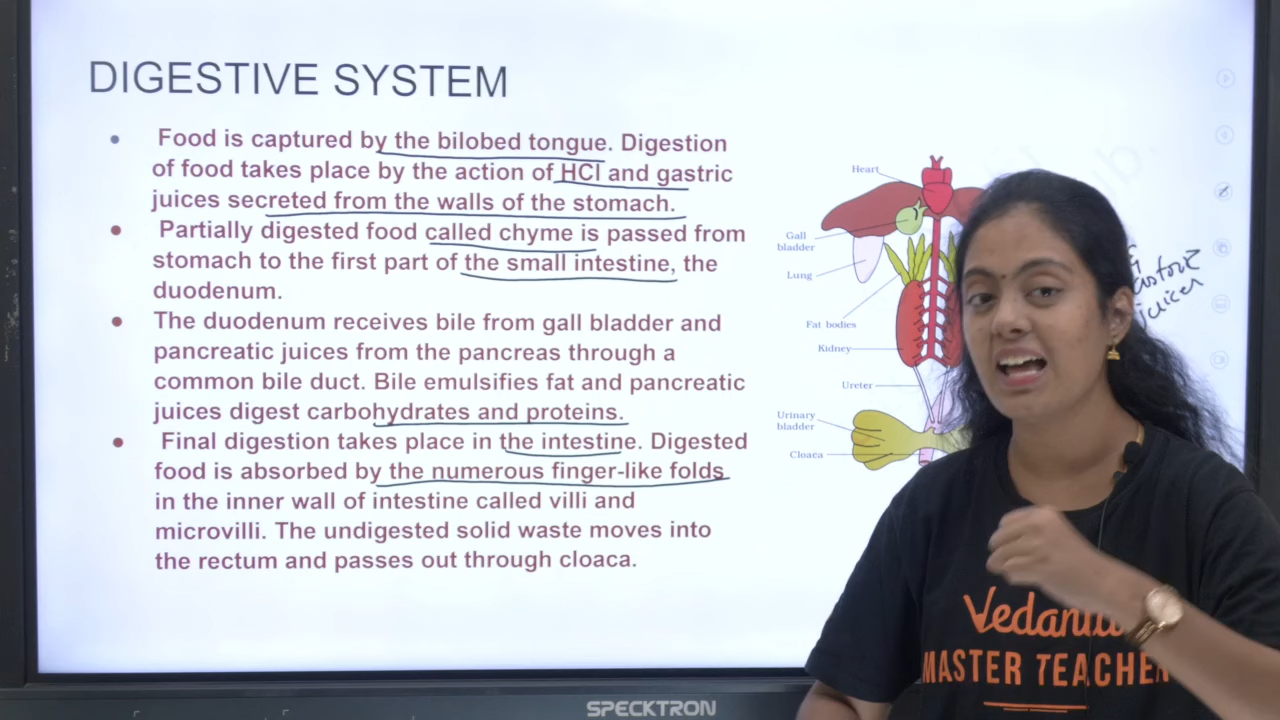 DIGESTIVE SYSTEM
• Food is captured by the bilobed tongue. Digestion
of food takes place by the action of HCl and gastric
juices secreted from the walls of the stomach.
• Partially digested food called chyme is passed from
stomach to the first part of the small intestine, the
duodenum.
• The duodenum receives bile from gall bladder and
pancreatic juices from the pancreas through a
common bile duct. Bile emulsifies fat and pancreatic
juices digest carbohydrates and proteins.
• Final digestion takes place in the intestine. Digested
food is absorbed by the numerous finger-like folds
in the inner wall of intestine called villi and
microvilli. The undigested solid waste moves into
the rectum and passes out through cloaca.
Heart
Gall
bladder
Lung
Fat bodies
Kidney
Ureter
Urinary
bladder
Cloaca
juices
MASTER TEACHER
SPECKTRON